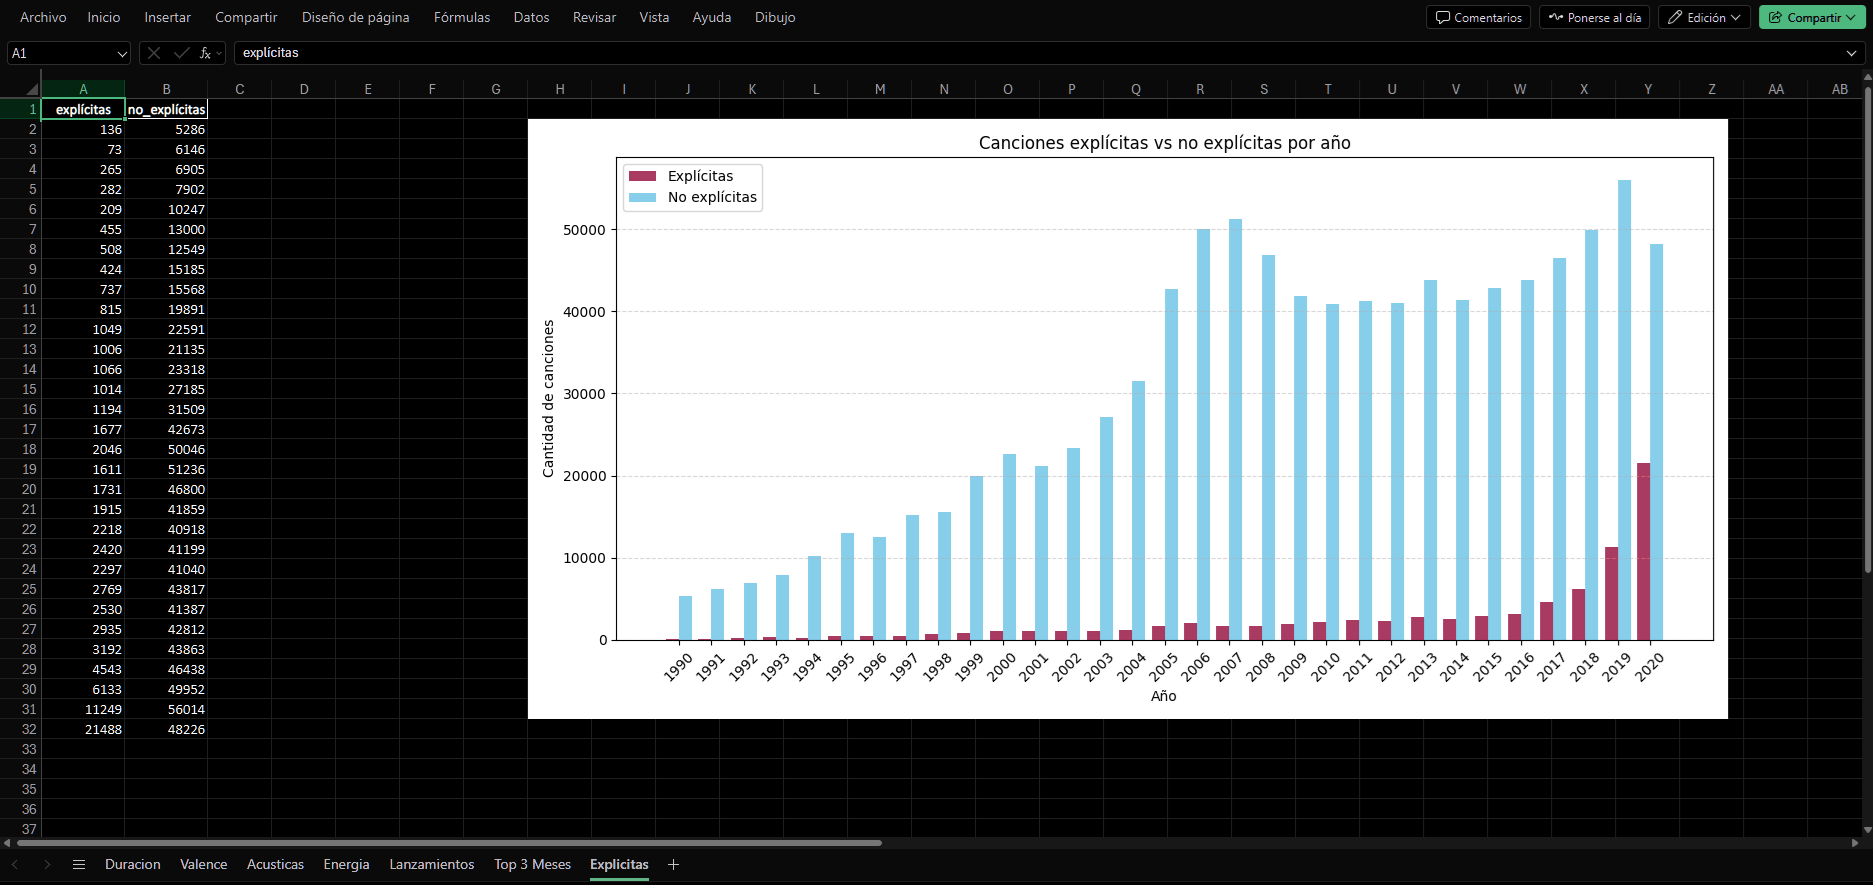 Archivo Inicio Insertar Compartir Diseño de página Fórmulas Datos Revisar Vista Ayuda Dibujo Comentarios Ponerse al día Edición Compartir
A1 fx explícitas
A B C D E F G H I J K L M N O P Q R S T U V W X Y Z AA AB
1 explícitas no_explícitas
2 136 5286
3 73 6146
4 265 6905
5 282 7902
6 209 10247
7 455 13000
8 508 12549
9 424 15185
10 737 15568
11 815 19891
12 1049 22591
13 1006 21135
14 1066 23318
15 1014 27185
16 1194 31509
17 1677 42673
18 2046 50046
19 1611 51236
20 1731 46800
21 1915 41859
22 2218 40918
23 2420 41199
24 2297 41040
25 2769 43817
26 2530 41387
27 2935 42812
28 3192 43863
29 4543 46438
30 6133 49952
31 11249 56014
32 21488 48226
33
34
35
36
37
Canciones explícitas vs no explícitas por año
Explícitas
No explícitas
Cantidad de canciones
50000
40000
30000
20000
10000
0
1990 1991 1992 1993 1994 1995 1996 1997 1998 1999 2000 2001 2002 2003 2004 2005 2006 2007 2008 2009 2010 2011 2012 2013 2014 2015 2016 2017 2018 2019 2020
Año
Duracion Valence Acusticas Energia Lanzamientos Top 3 Meses Explicitas